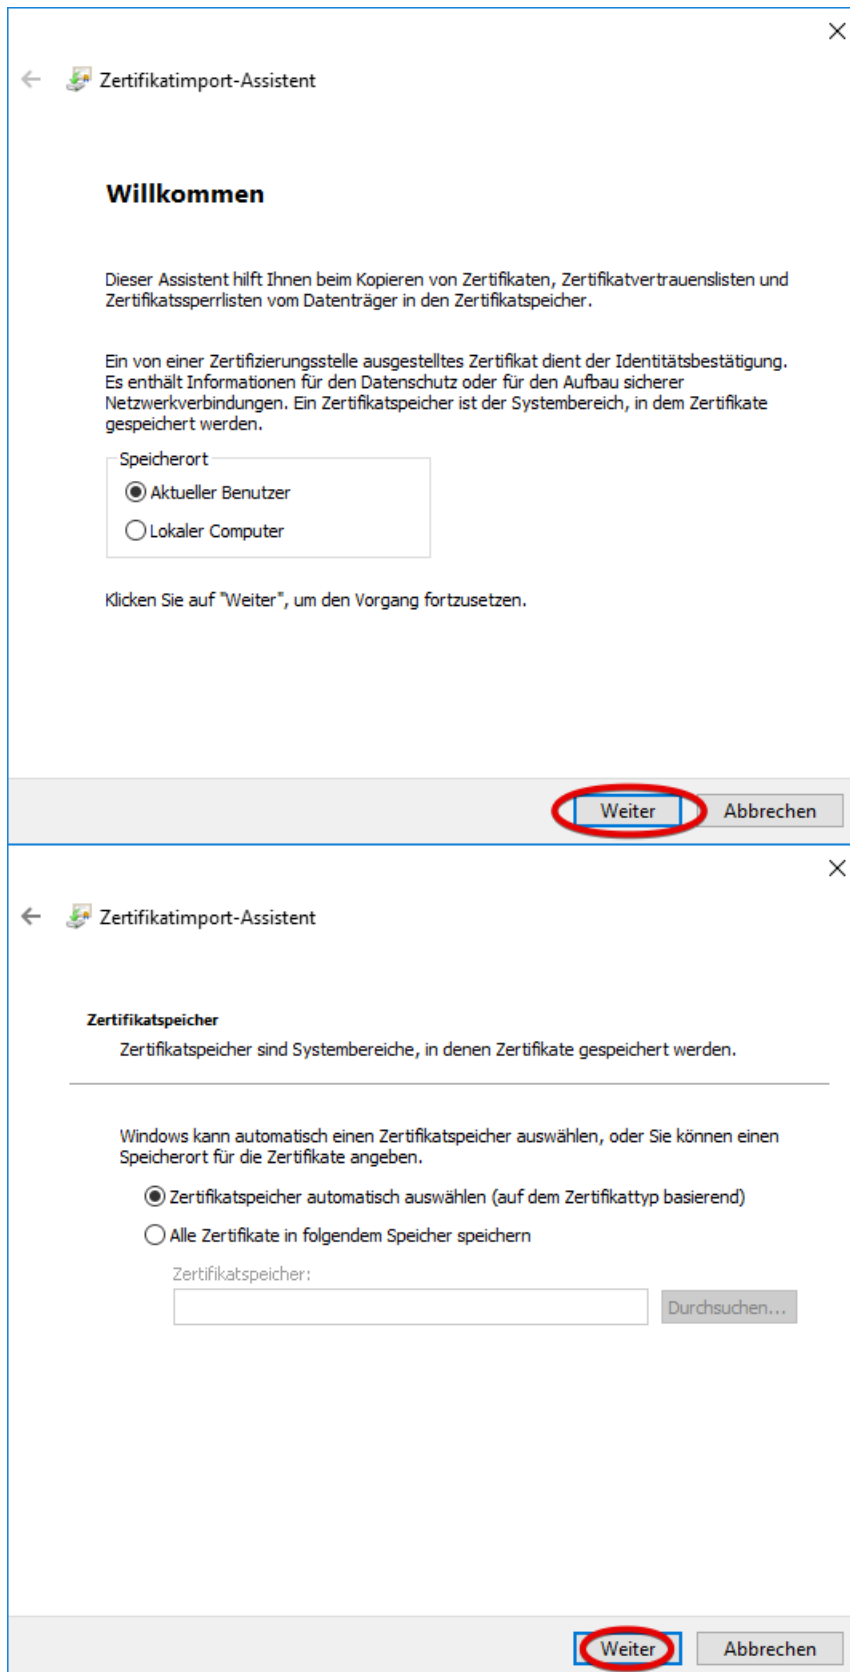 Zertifikatimport-Assistent
Willkommen
Dieser Assistent hilft Ihnen beim Kopieren von Zertifikaten, Zertifikatvertrauenslisten und
Zertifikatssperrlisten vom Datenträger in den Zertifikatspeicher.
Ein von einer Zertifizierungsstelle ausgestelltes Zertifikat dient der Identitätsbestätigung.
Es enthält Informationen für den Datenschutz oder für den Aufbau sicherer
Netzwerkverbindungen. Ein Zertifikatspeicher ist der Systembereich, in dem Zertifikate
gespeichert werden.
Speicherort
Aktueller Benutzer
Lokaler Computer
Klicken Sie auf "Weiter", um den Vorgang fortzusetzen.
Weiter Abbrechen
Zertifikatimport-Assistent
Zertifikatspeicher
Zertifikatspeicher sind Systembereiche, in denen Zertifikate gespeichert werden.
Windows kann automatisch einen Zertifikatspeicher auswählen, oder Sie können einen
Speicherort für die Zertifikate angeben.
Zertifikatspeicher automatisch auswählen (auf dem Zertifikattyp basierend)
Alle Zertifikate in folgendem Speicher speichern
Zertifikatspeicher:
Durchsuchen...
Weiter Abbrechen